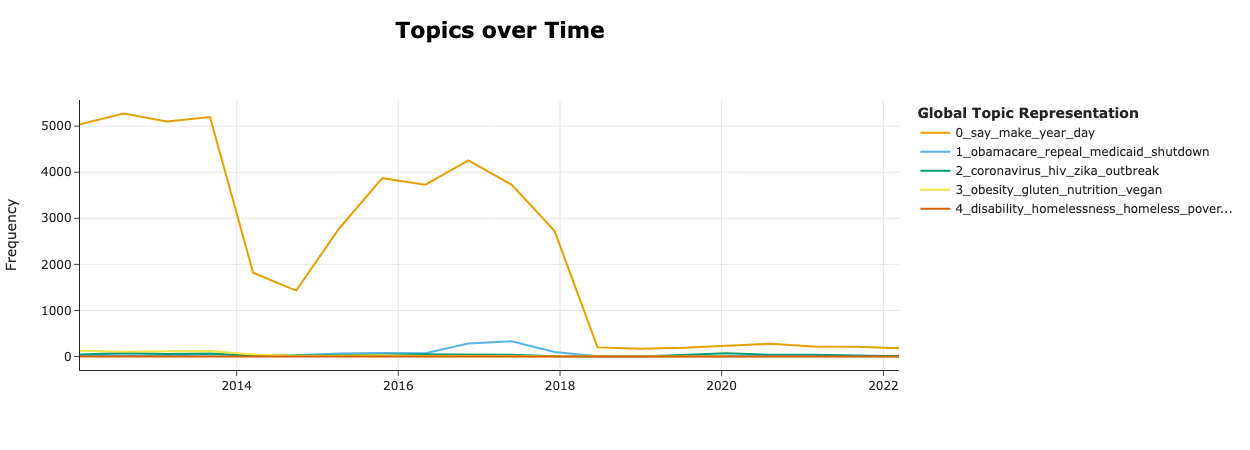 Topics over Time
Global Topic Representation
0_say_make_year_day
1_obamacare_repeal_medicaid_shutdown
2_coronavirus_hiv_zika_outbreak
3_obesity_gluten_nutrition_vegan
4_disability_homelessness_homeless_pover...
Frequency
5000
4000
3000
2000
1000
0
2014 2016 2018 2020 2022